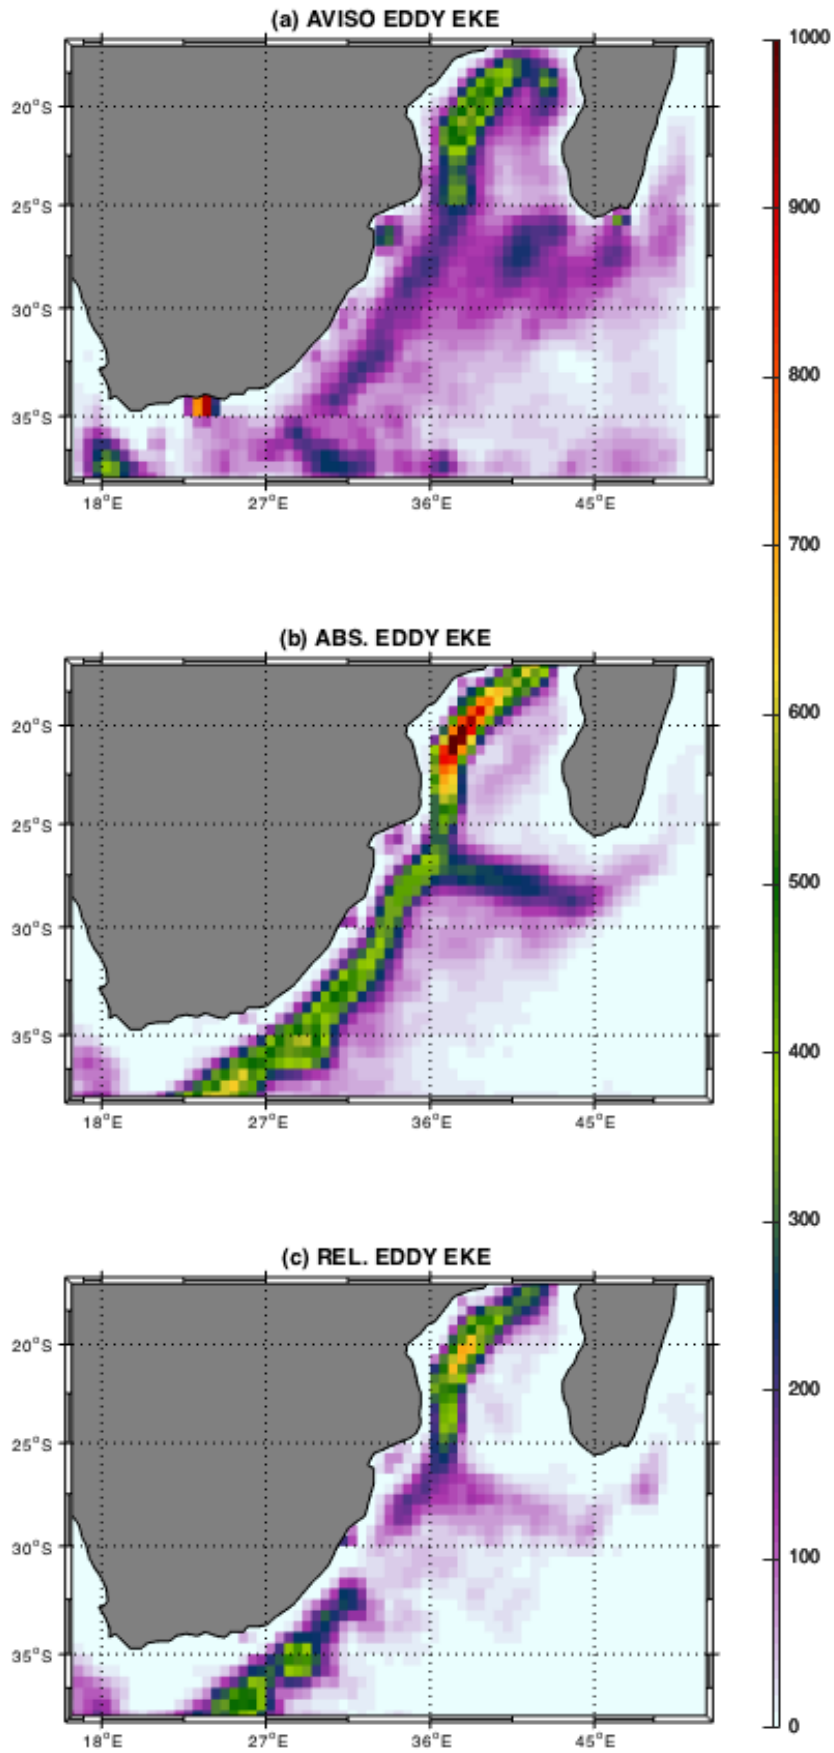 (a) AVISO EDDY EKE
20°S
25°S
30°S
35°S
18°E 27°E 36°E 45°E
(b) ABS. EDDY EKE
20°S
25°S
30°S
35°S
18°E 27°E 36°E 45°E
(c) REL. EDDY EKE
20°S
25°S
30°S
35°S
18°E 27°E 36°E 45°E
1000
900
800
700
600
500
400
300
200
100
0